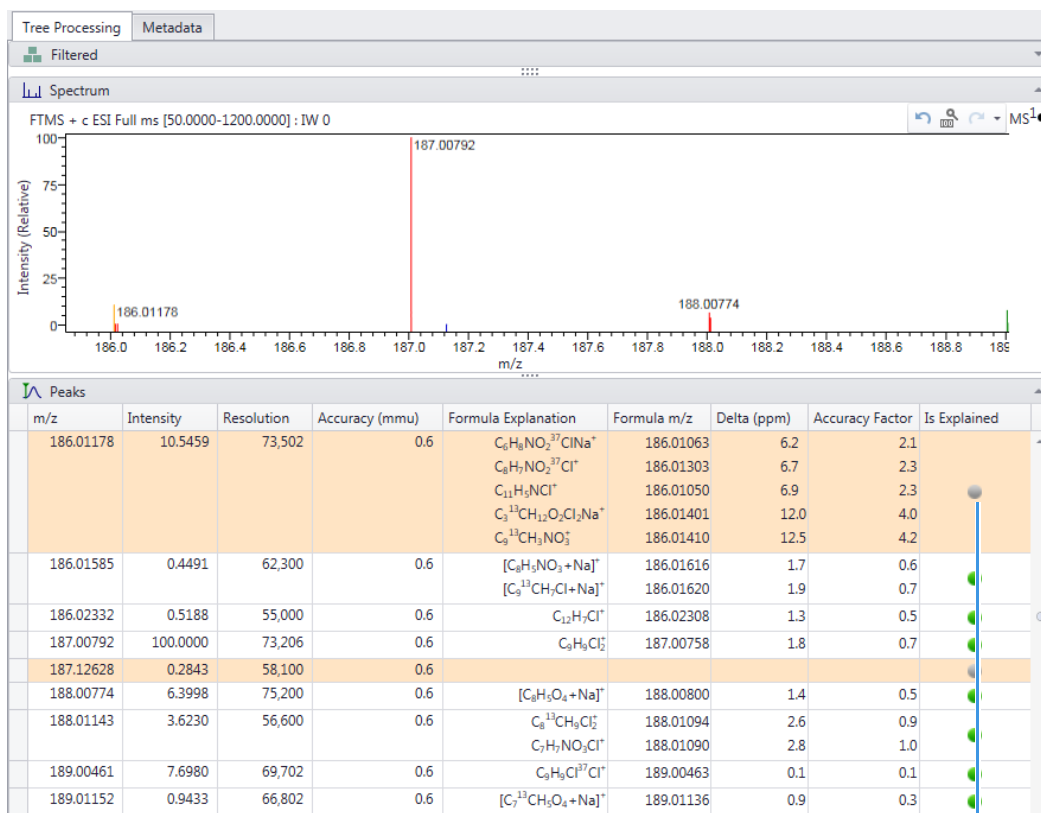 Tree Processing Metadata
Filtered
Spectrum
FTMS + c ESI Full ms [50.0000-1200.0000] : IW 0 MS¹
Intensity (Relative)
100
75
50
25
0
187.00792
186.01178
188.00774
186.0 186.2 186.4 186.6 186.8 187.0 187.2 187.4 187.6 187.8 188.0 188.2 188.4 188.6 188.8 189
m/z
Peaks
m/z Intensity Resolution Accuracy (mmu) Formula Explanation Formula m/z Delta (ppm) Accuracy Factor Is Explained
186.01178 10.5459 73,502 0.6 C₆H₈NO₂³⁷ClNa⁺ 186.01063 6.2 2.1
C₈H₇NO₂³⁷Cl⁺ 186.01303 6.7 2.3
C₁₁H₅NCl⁺ 186.01050 6.9 2.3
C₃¹³CH₁₂O₂Cl₂Na⁺ 186.01401 12.0 4.0
C₉¹³CH₃NO₃⁺ 186.01410 12.5 4.2
186.01585 0.4491 62,300 0.6 [C₈H₅NO₃+Na]⁺ 186.01616 1.7 0.6
[C₉¹³CH₇Cl+Na]⁺ 186.01620 1.9 0.7
186.02332 0.5188 55,000 0.6 C₁₂H₇Cl⁺ 186.02308 1.3 0.5
187.00792 100.0000 73,206 0.6 C₉H₉Cl₂⁺ 187.00758 1.8 0.7
187.12628 0.2843 58,100 0.6
188.00774 6.3998 75,200 0.6 [C₈H₅O₄+Na]⁺ 188.00800 1.4 0.5
188.01143 3.6230 56,600 0.6 C₈¹³CH₉Cl₂⁺ 188.01094 2.6 0.9
C₇H₇NO₃Cl⁺ 188.01090 2.8 1.0
189.00461 7.6980 69,702 0.6 C₉H₉Cl³⁷Cl⁺ 189.00463 0.1 0.1
189.01152 0.9433 66,802 0.6 [C₇¹³CH₅O₄+Na]⁺ 189.01136 0.9 0.3